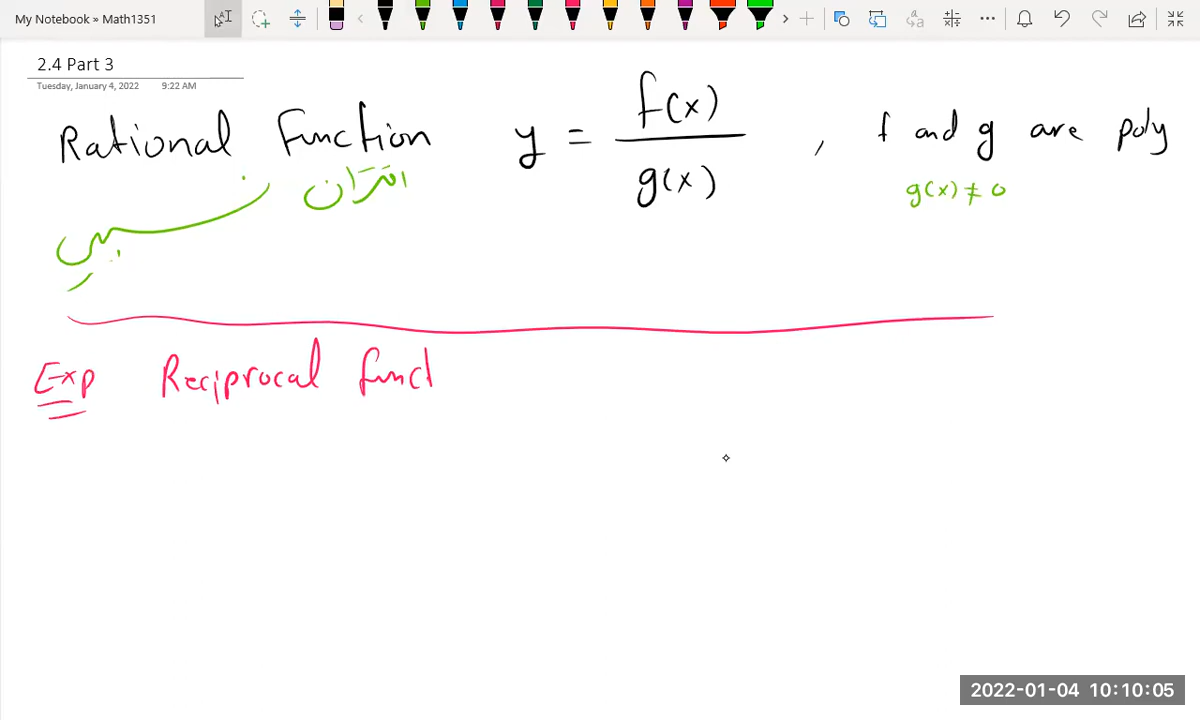 My Notebook » Math1351
2.4 Part 3
Tuesday, January 4, 2022 9:22 AM
Rational Function y = f(x) / g(x) , f and g are poly
g(x) ≠ 0
اقتران نسبي
Exp Reciprocal funct
2022-01-04 10:10:05